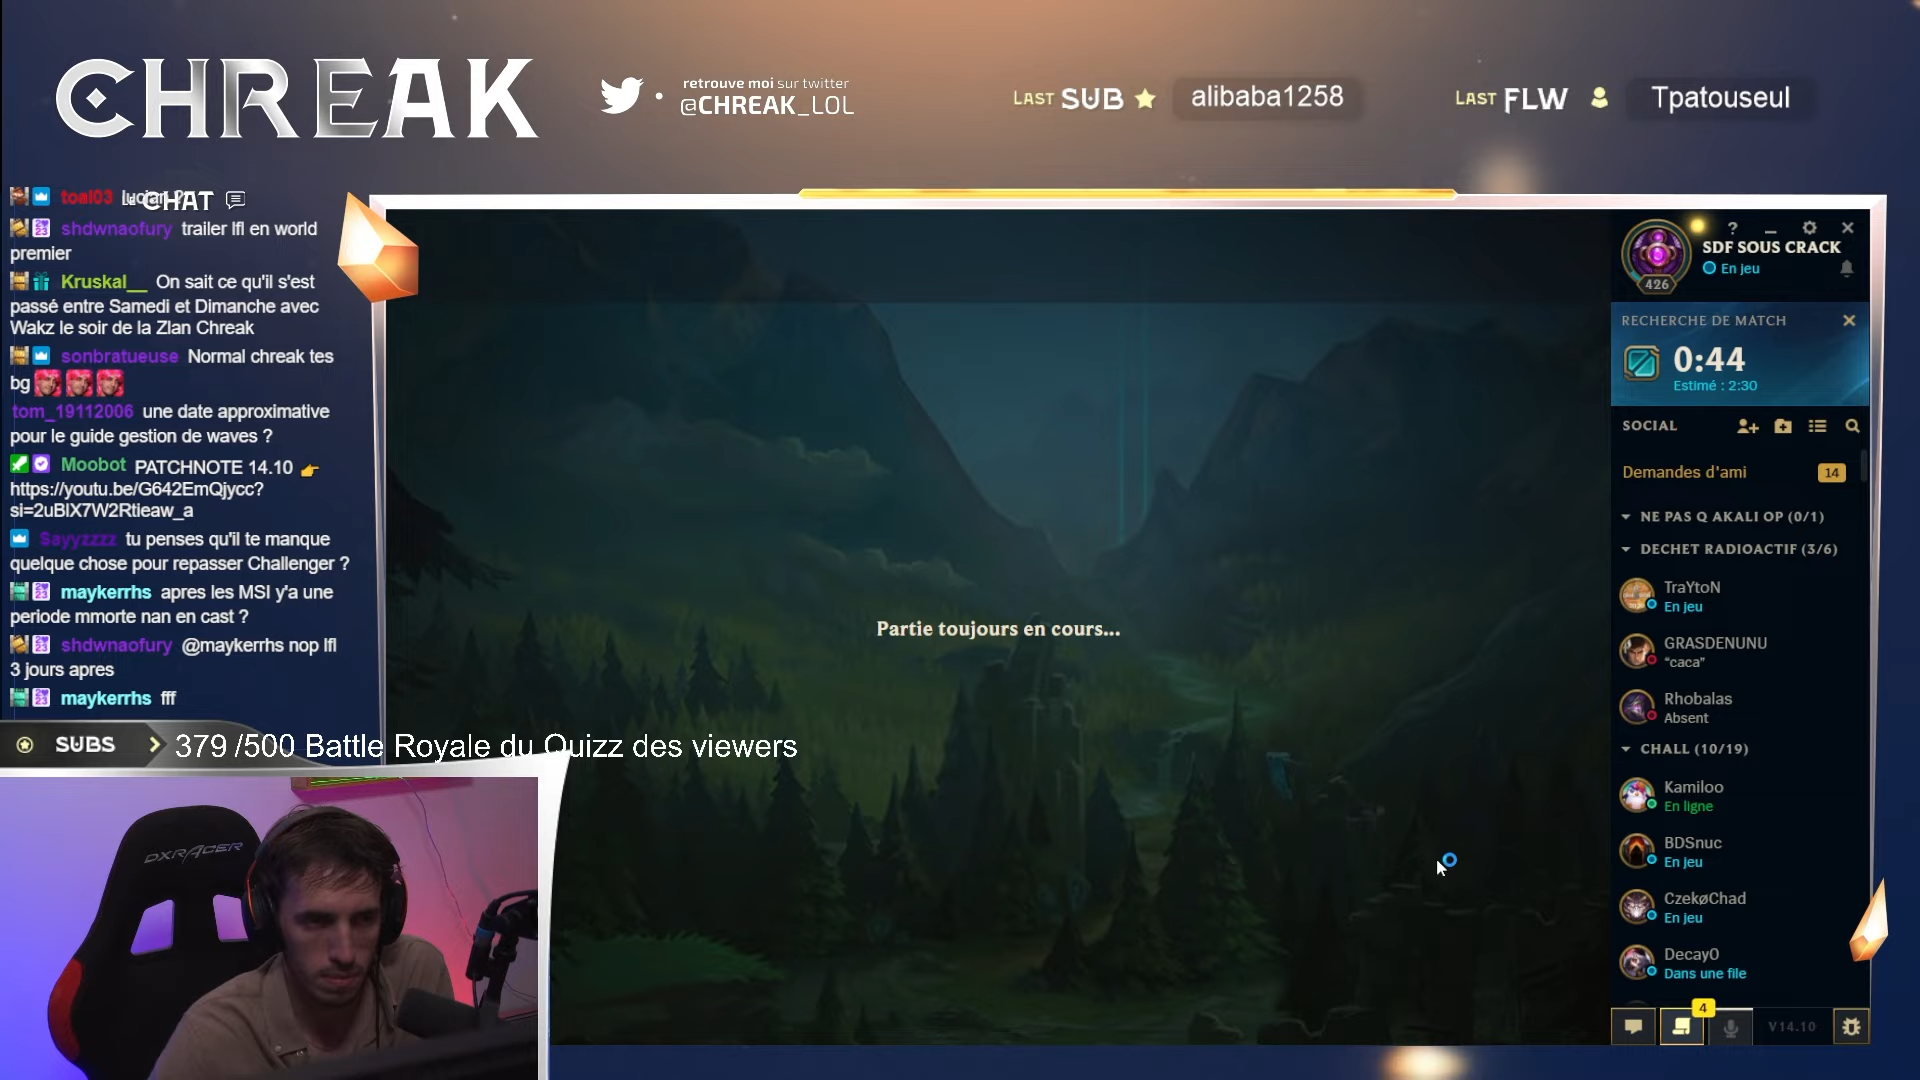 CHREAK
retrouve moi sur twitter
@CHREAK_LOL
LAST SUB
alibaba1258
LAST FLW
Tpatouseul
LE CHAT
toal03 lucian ?
shdwnaofury trailer lfl en world
premier
Kruskal__ On sait ce qu'il s'est
passé entre Samedi et Dimanche avec
Wakz le soir de la Zlan Chreak
sonbratueuse Normal chreak tes
bg
tom_19112006 une date approximative
pour le guide gestion de waves ?
Moobot PATCHNOTE 14.10
https://youtu.be/G642EmQjycc?
si=2uBlX7W2Rtieaw_a
Sayyzzzz tu penses qu'il te manque
quelque chose pour repasser Challenger ?
maykerrhs apres les MSI y'a une
periode mmorte nan en cast ?
shdwnaofury @maykerrhs nop lfl
3 jours apres
maykerrhs fff
SUBS
379 /500 Battle Royale du Quizz des viewers
DXRACER
Partie toujours en cours...
?
SDF SOUS CRACK
En jeu
426
RECHERCHE DE MATCH
0:44
Estimé : 2:30
SOCIAL
Demandes d'ami
14
NE PAS Q AKALI OP (0/1)
DECHET RADIOACTIF (3/6)
TraYtoN
En jeu
GRASDENUNU
“caca”
Rhobalas
Absent
CHALL (10/19)
Kamiloo
En ligne
BDSnuc
En jeu
CzekøChad
En jeu
Decay0
Dans une file
4
V14.10